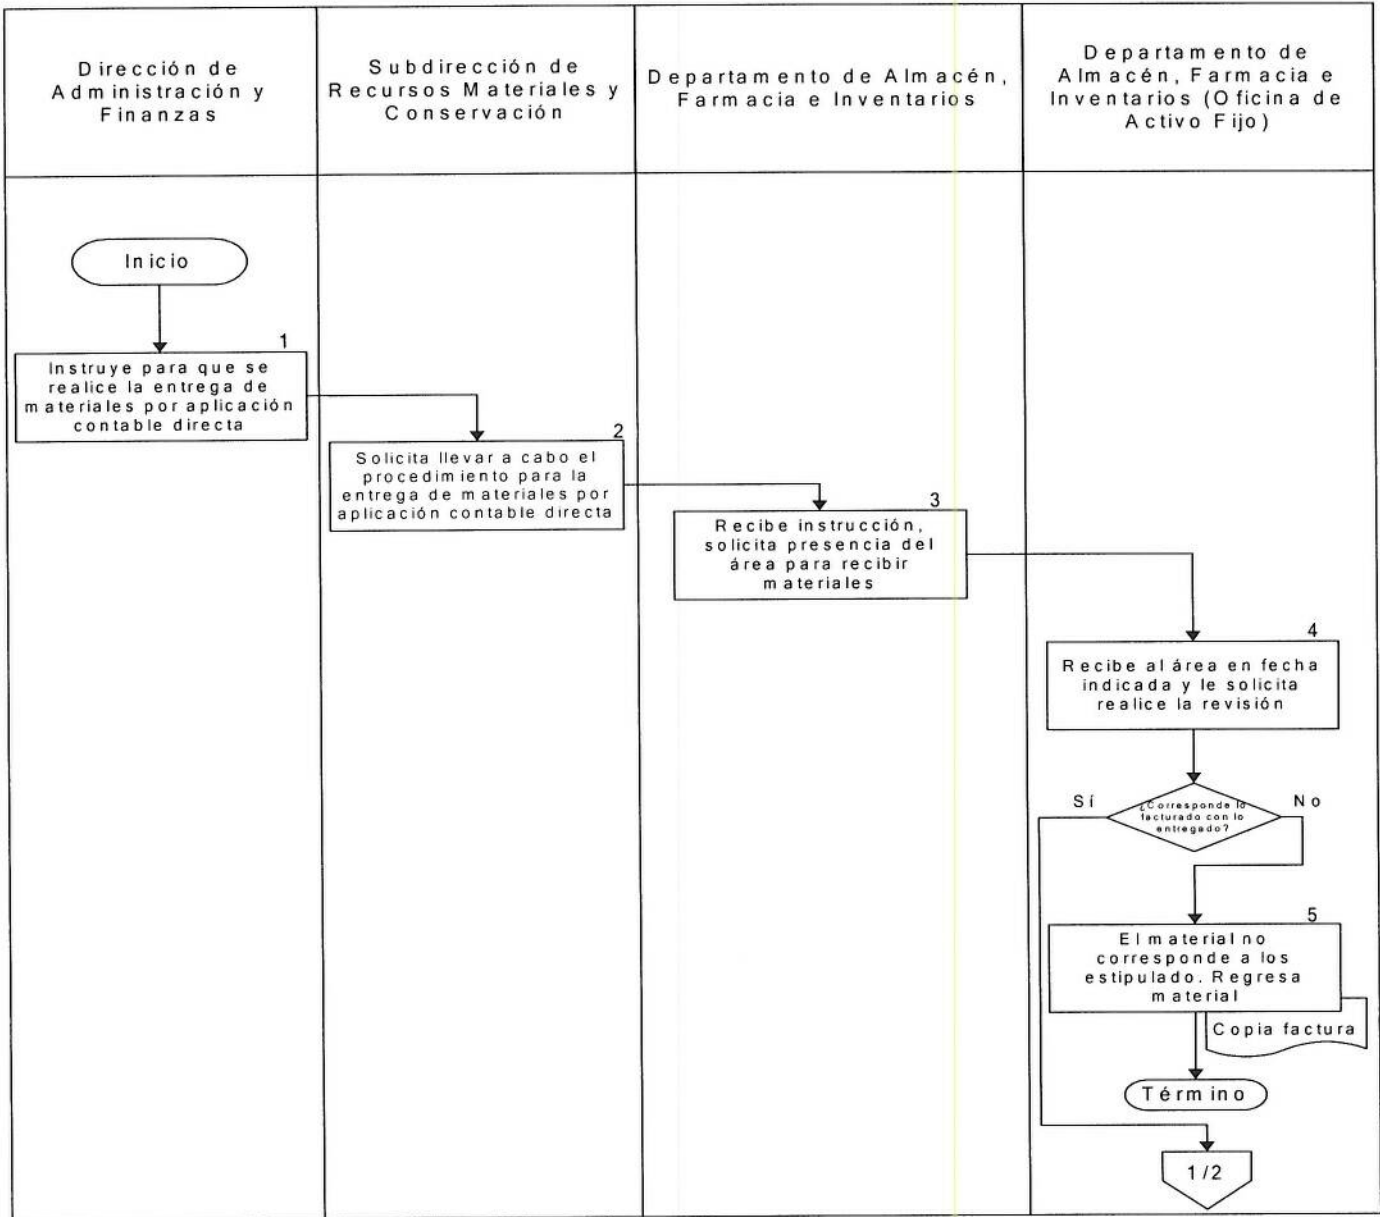 Dirección de
Administración y
Finanzas
Subdirección de
Recursos Materiales y
Conservación
Departamento de Almacén,
Farmacia e Inventarios
Departamento de
Almacén, Farmacia e
Inventarios (Oficina de
Activo Fijo)
Inicio
1
Instruye para que se
realice la entrega de
materiales por aplicación
contable directa
2
Solicita llevar a cabo el
procedimiento para la
entrega de materiales por
aplicación contable directa
3
Recibe instrucción,
solicita presencia del
área para recibir
materiales
4
Recibe al área en fecha
indicada y le solicita
realice la revisión
Sí
¿Corresponde lo
facturado con lo
entregado?
No
5
El material no
corresponde a los
estipulado. Regresa
material
Copia factura
Término
1/2